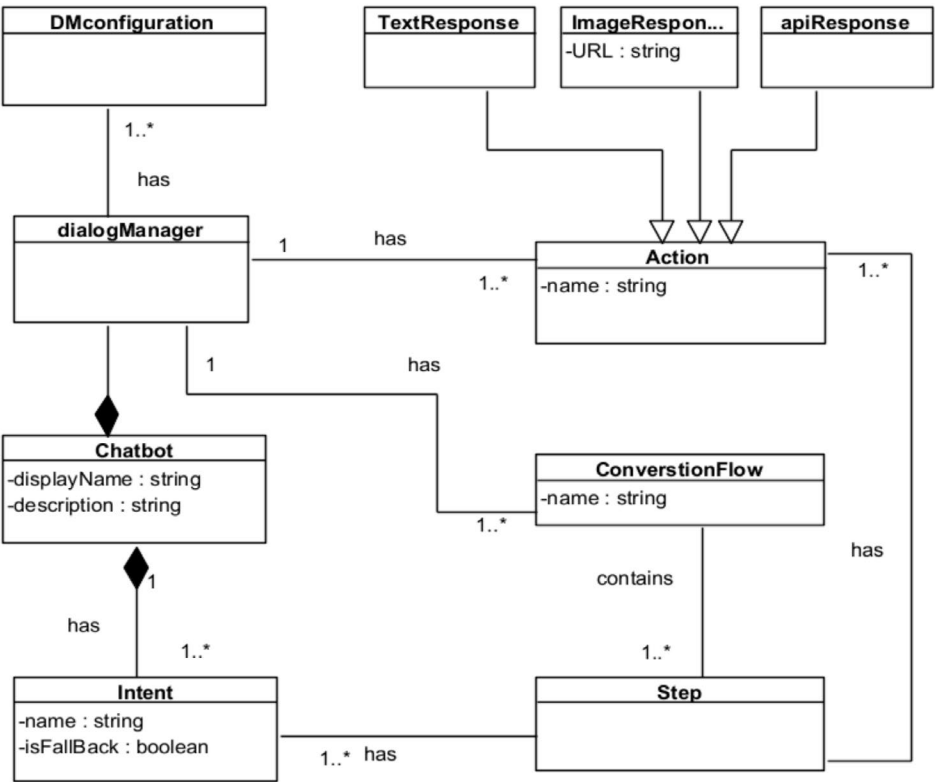 DMconfiguration
TextResponse
ImageRespon...
-URL : string
apiResponse
1..*
has
dialogManager
1
has
1..*
Action
-name : string
1..*
1
has
Chatbot
-displayName : string
-description : string
ConverstionFlow
-name : string
1..*
has
contains
1
has
1..*
1..*
Intent
-name : string
-isFallBack : boolean
Step
1..*
has